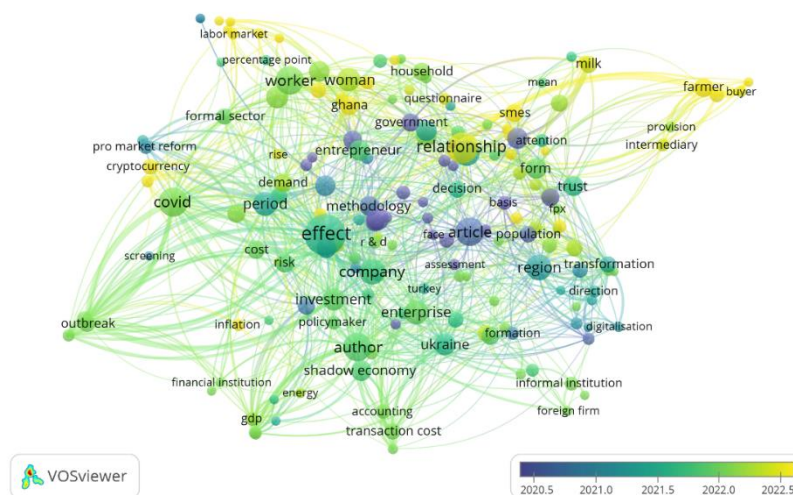 labor market
percentage point
worker
woman
household
milk
mean
farmer
buyer
ghana
questionnaire
smes
formal sector
government
provision
attention
pro market reform
rise
entrepreneur
relationship
intermediary
cryptocurrency
form
demand
decision
trust
covid
period
methodology
basis
fpx
effect
r & d
face
article
population
cost
screening
risk
company
assessment
region
transformation
turkey
direction
investment
outbreak
inflation
policymaker
enterprise
formation
digitalisation
author
ukraine
shadow economy
financial institution
energy
informal institution
gdp
accounting
foreign firm
transaction cost
VOSviewer
2020.5 2021.0 2021.5 2022.0 2022.5